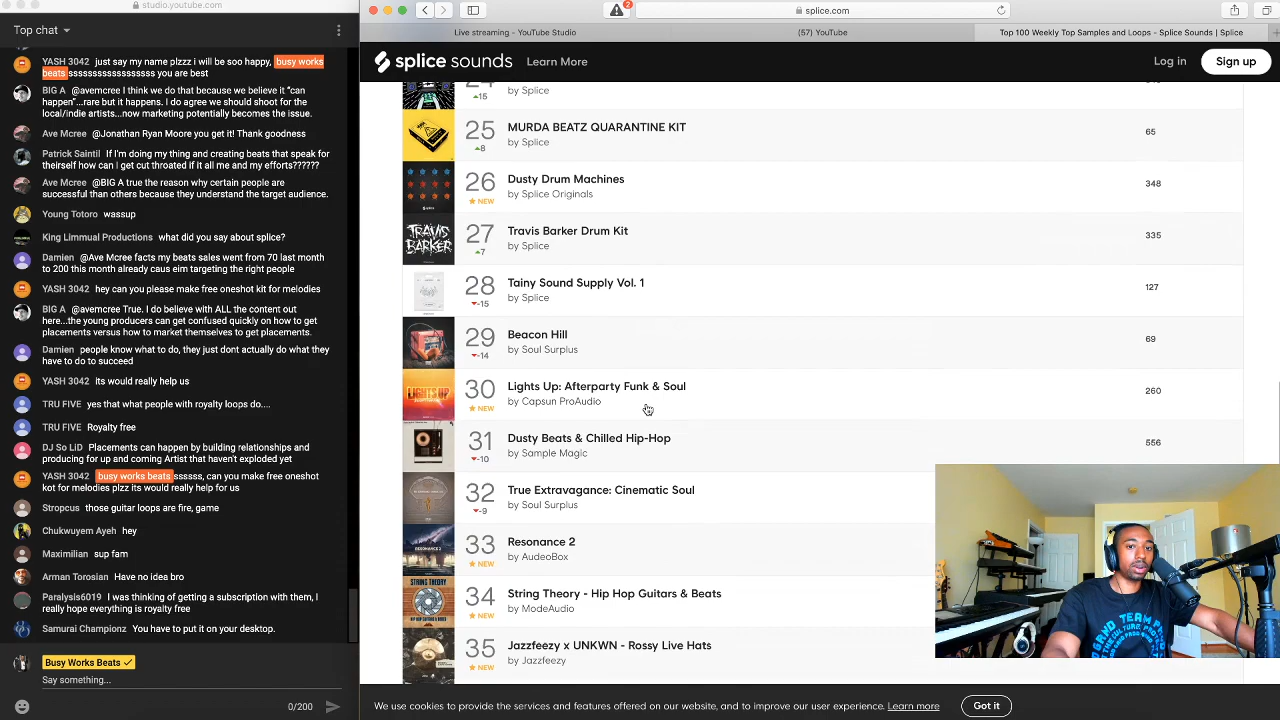 studio.youtube.com
Top chat
YASH 3042 just say my name plzzz i will be soo happy, busy works
beats ssssssssssssssssss you are best
BIG A @avemcree I think we do that because we believe it "can
happen"...rare but it happens. I do agree we should shoot for the
local/indie artists...now marketing potentially becomes the issue.
Ave Mcree @Jonathan Ryan Moore you get it! Thank goodness
Patrick Saintil If I'm doing my thing and creating beats that speak for
theirself how can I get cut throated if it all me and my efforts??????
Ave Mcree @BIG A true the reason why certain people are
successful than others because they understand the target audience.
Young Totoro wassup
King Limmual Productions what did you say about splice?
Damien @Ave Mcree facts my beats sales went from 70 last month
to 200 this month already caus eim targeting the right people
YASH 3042 hey can you please make free oneshot kit for melodies
BIG A @avemcree True. I do believe with ALL the content out
here...the young producers can get confused quickly on how to get
placements versus how to market themselves to get placements.
Damien people know what to do, they just dont actually do what they
have to do to succeed
YASH 3042 its would really help us
TRU FIVE yes that what people with royalty loops do....
TRU FIVE Royalty free
DJ So LiD Placements can happen by building relationships and
producing for up and coming Artist that haven't exploded yet
YASH 3042 busy works beats ssssss, can you make free oneshot
kot for melodies plzz its would really help for us
Stropcus those guitar loops are fire, game
Chukwuyem Ayeh hey
Maximilian sup fam
Arman Torosian Have no idea bro
Paralysis6019 I was thinking of getting a subscription with them, I
really hope everything is royalty free
Samurai Championz You have to put it on your desktop.
Busy Works Beats
Say something...
0/200
2
splice.com
Live streaming - YouTube Studio
(57) YouTube
Top 100 Weekly Top Samples and Loops - Splice Sounds | Splice
splice sounds
Learn More
Log in
Sign up
24
15
by Splice
25
8
MURDA BEATZ QUARANTINE KIT
by Splice
65
26
NEW
Dusty Drum Machines
by Splice Originals
348
TRAVIS
BARKER
27
7
Travis Barker Drum Kit
by Splice
335
28
-15
Tainy Sound Supply Vol. 1
by Splice
127
29
-14
Beacon Hill
by Soul Surplus
69
LIGHTS UP
30
NEW
Lights Up: Afterparty Funk & Soul
by Capsun ProAudio
260
31
-10
Dusty Beats & Chilled Hip-Hop
by Sample Magic
556
32
-9
True Extravagance: Cinematic Soul
by Soul Surplus
RESONANCE 2
33
NEW
Resonance 2
by AudeoBox
STRING THEORY
HIP HOP GUITARS & BEATS
34
NEW
String Theory - Hip Hop Guitars & Beats
by ModeAudio
35
NEW
Jazzfeezy x UNKWN - Rossy Live Hats
by Jazzfeezy
We use cookies to provide the services and features offered on our website, and to improve our user experience. Learn more
Got it